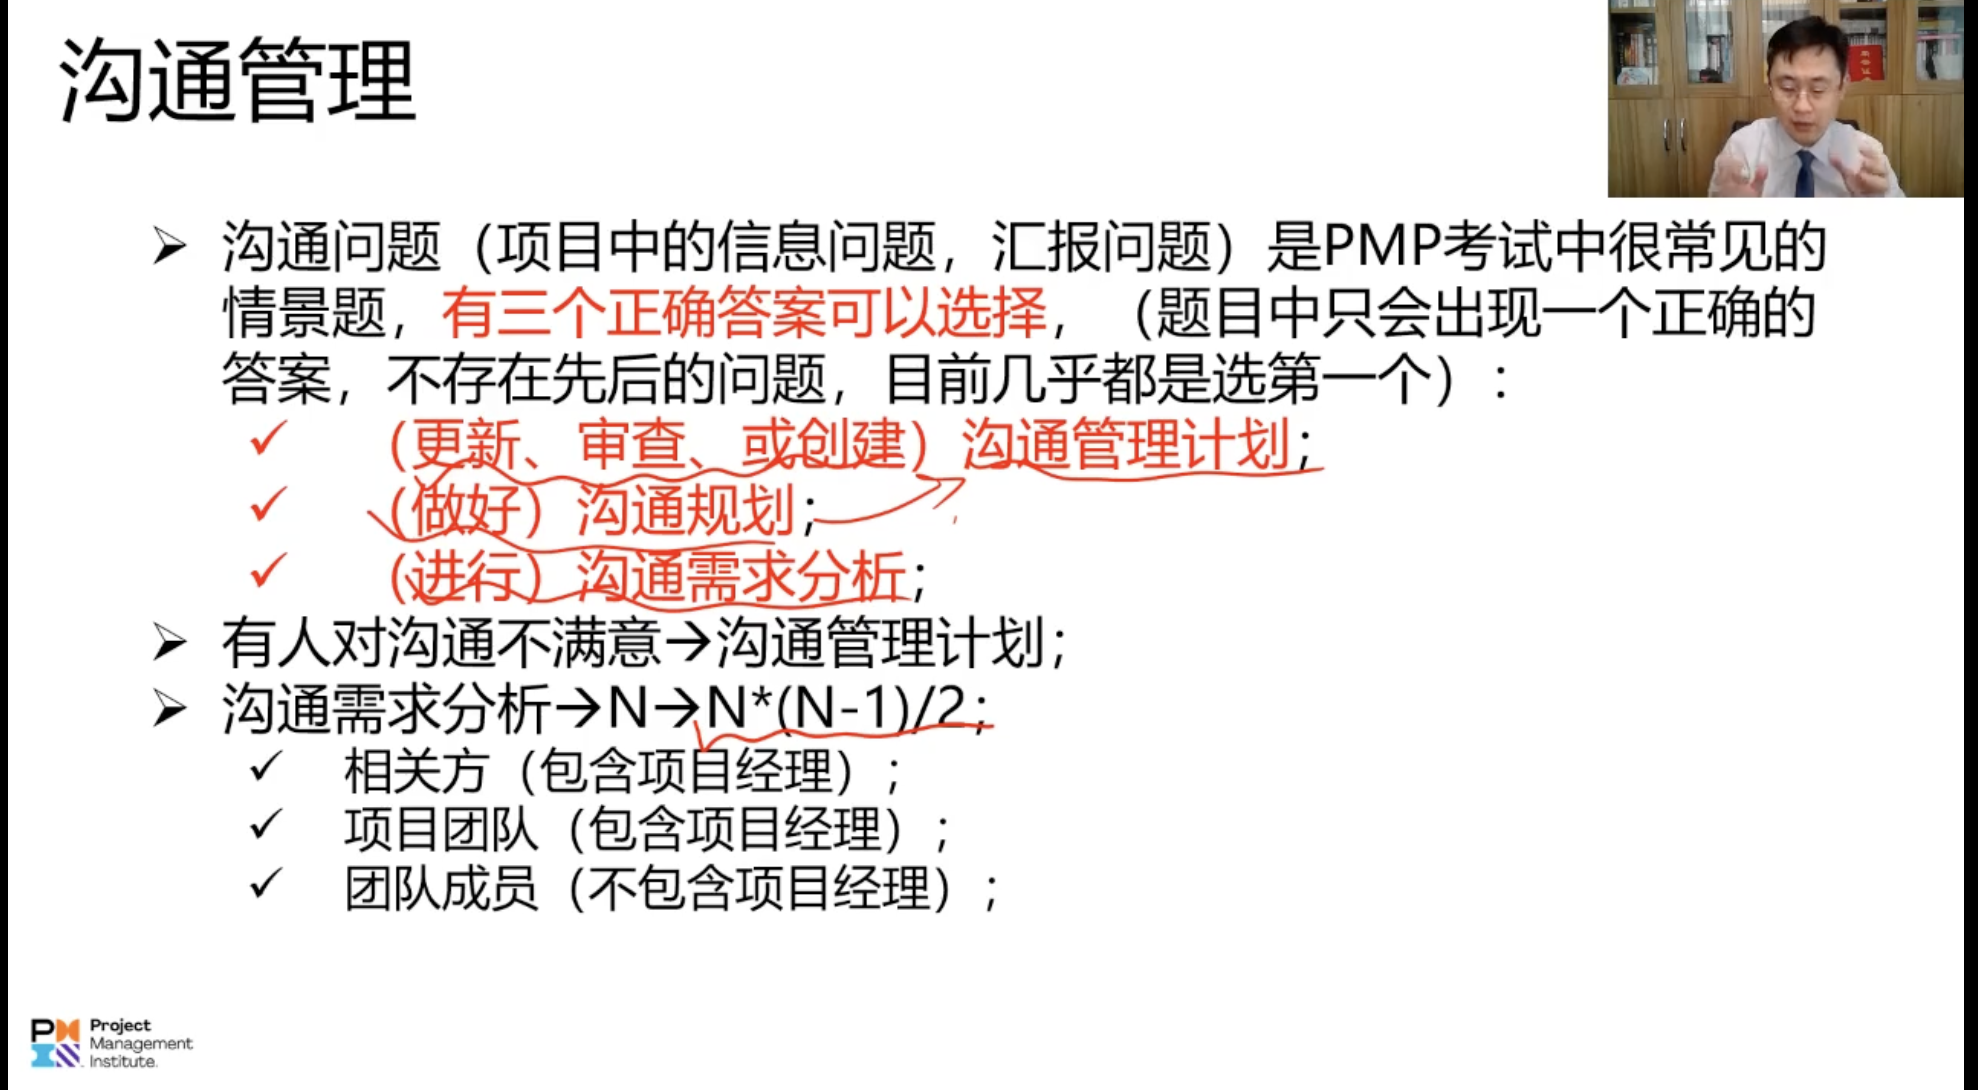 沟通管理
➢ 沟通问题（项目中的信息问题，汇报问题）是PMP考试中很常见的
情景题，有三个正确答案可以选择，（题目中只会出现一个正确的
答案，不存在先后的问题，目前几乎都是选第一个）：
✓ （更新、审查、或创建）沟通管理计划；
✓ （做好）沟通规划；
✓ （进行）沟通需求分析；
➢ 有人对沟通不满意→沟通管理计划；
➢ 沟通需求分析→N→N*(N-1)/2；
✓ 相关方（包含项目经理）；
✓ 项目团队（包含项目经理）；
✓ 团队成员（不包含项目经理）；
Project
Management
Institute.